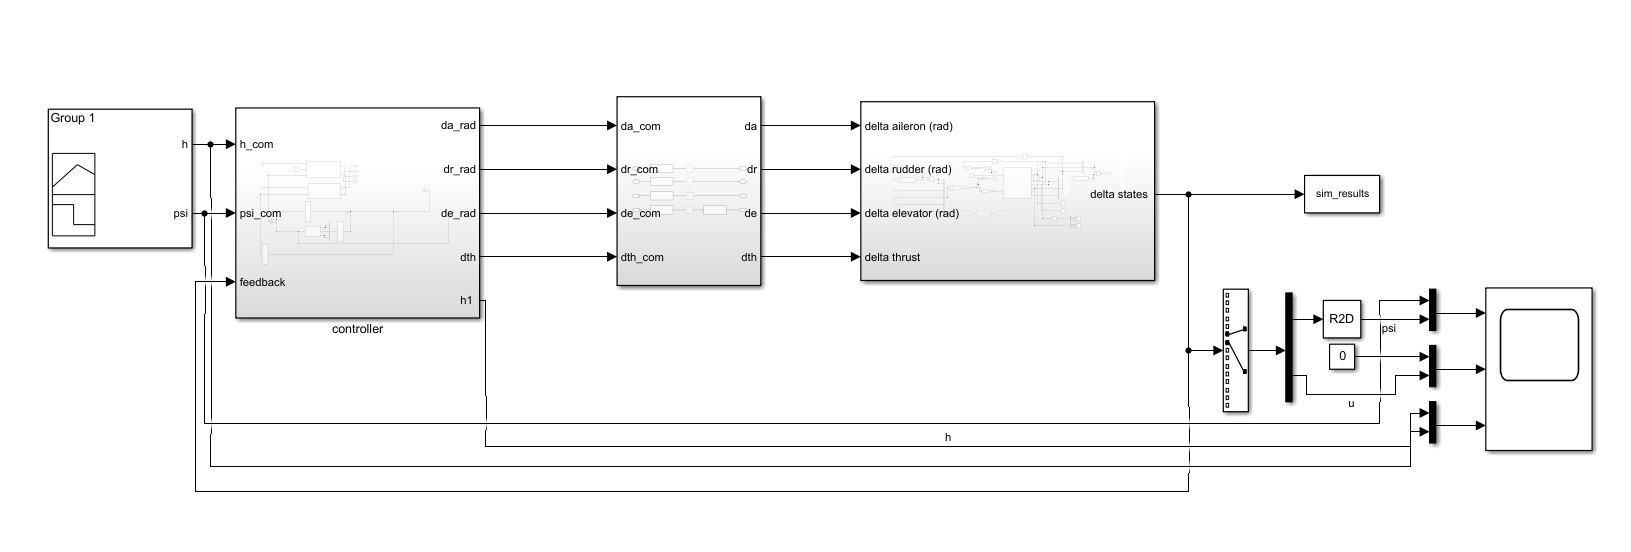 Group 1
h
psi
h_com
psi_com
feedback
da_rad
dr_rad
de_rad
dth
h1
controller
da_com
dr_com
de_com
dth_com
da
dr
de
dth
delta aileron (rad)
delta rudder (rad)
delta elevator (rad)
delta thrust
delta states
sim_results
R2D
psi
0
u
h